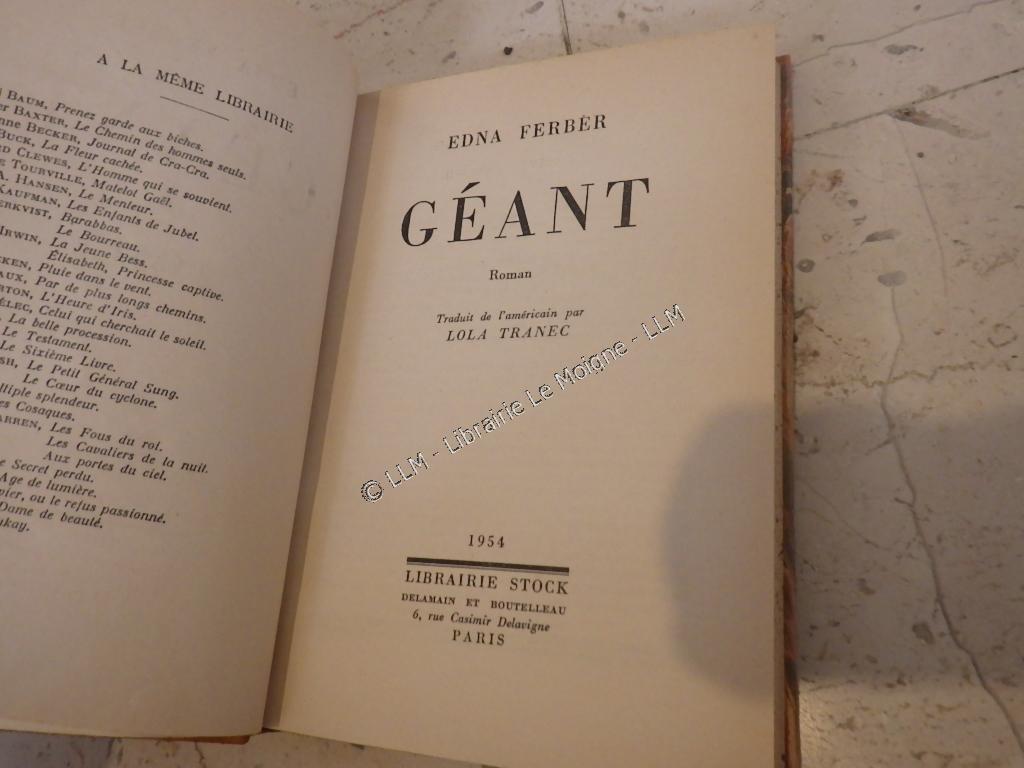 A LA MÊME LIBRAIRIE
BAUM, Prenez garde aux biches.
BAXTER, Le Chemin des hommes seuls.
BECKER, Journal de Cra-Cra.
BUCK, La Fleur cachée.
CLEWES, L'Homme qui se souvient.
TOURVILLE, Matelot Gaël.
A. HANSEN, Le Menteur.
KAUFMAN, Les Enfants de Jubel.
Barabbas.
Le Bourreau.
IRWIN, La Jeune Bess.
Élisabeth, Princesse captive.
Pluie dans le vent.
Par de plus longs chemins.
L'Heure d'Iris.
Celui qui cherchait le soleil.
La belle procession.
Le Testament.
Le Sixième Livre.
Le Petit Général Sung.
Le Cœur du cyclone.
splendeur.
Cosaques.
Les Fous du roi.
Les Cavaliers de la nuit.
Aux portes du ciel.
Secret perdu.
Age de lumière.
ou le refus passionné.
Dame de beauté.
EDNA FERBER
GÉANT
Roman
Traduit de l'américain par
LOLA TRANEC
© LLM - Librairie Le Moigne - LLM
1954
LIBRAIRIE STOCK
DELAMAIN ET BOUTELLEAU
6, rue Casimir Delavigne
PARIS